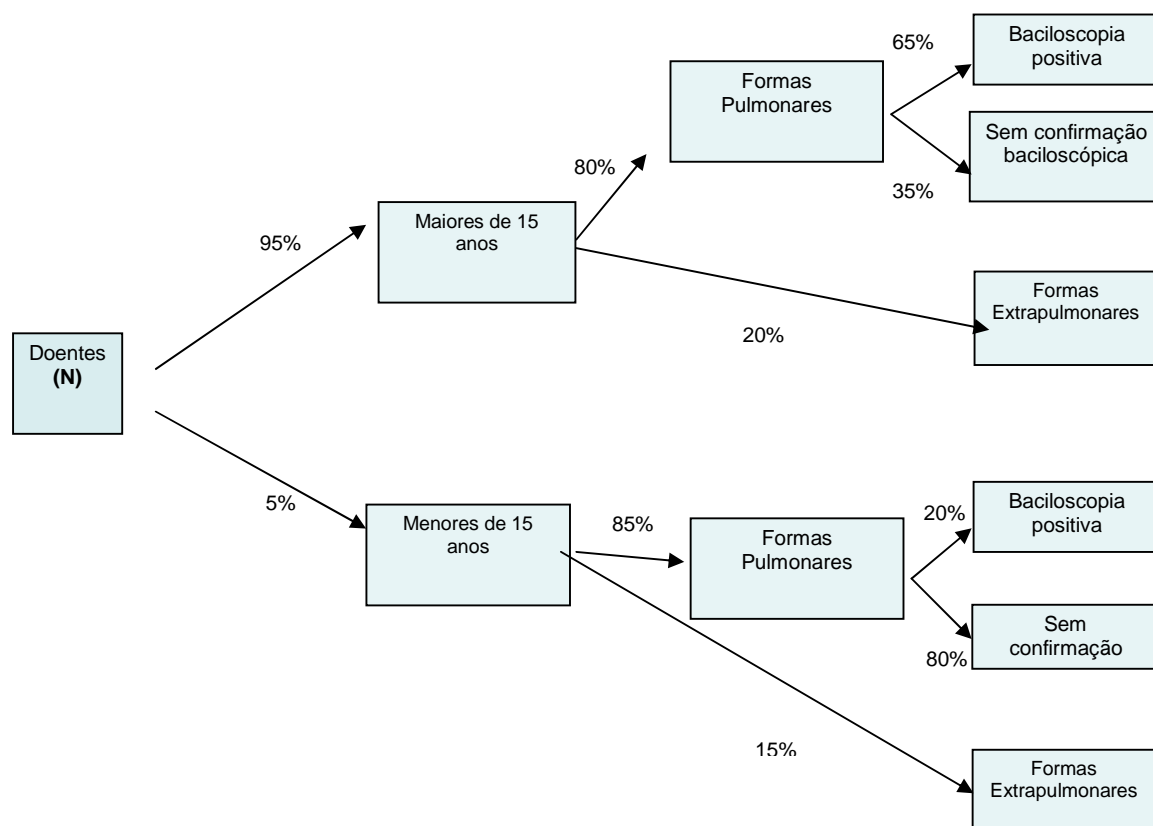 65%
Baciloscopia
positiva
Formas
Pulmonares
Sem confirmação
baciloscópica
80%
35%
Maiores de 15
anos
95%
Formas
Extrapulmonares
20%
Doentes
(N)
5%
Menores de 15
anos
85%
Formas
Pulmonares
20%
Baciloscopia
positiva
Sem
confirmação
80%
15%
Formas
Extrapulmonares